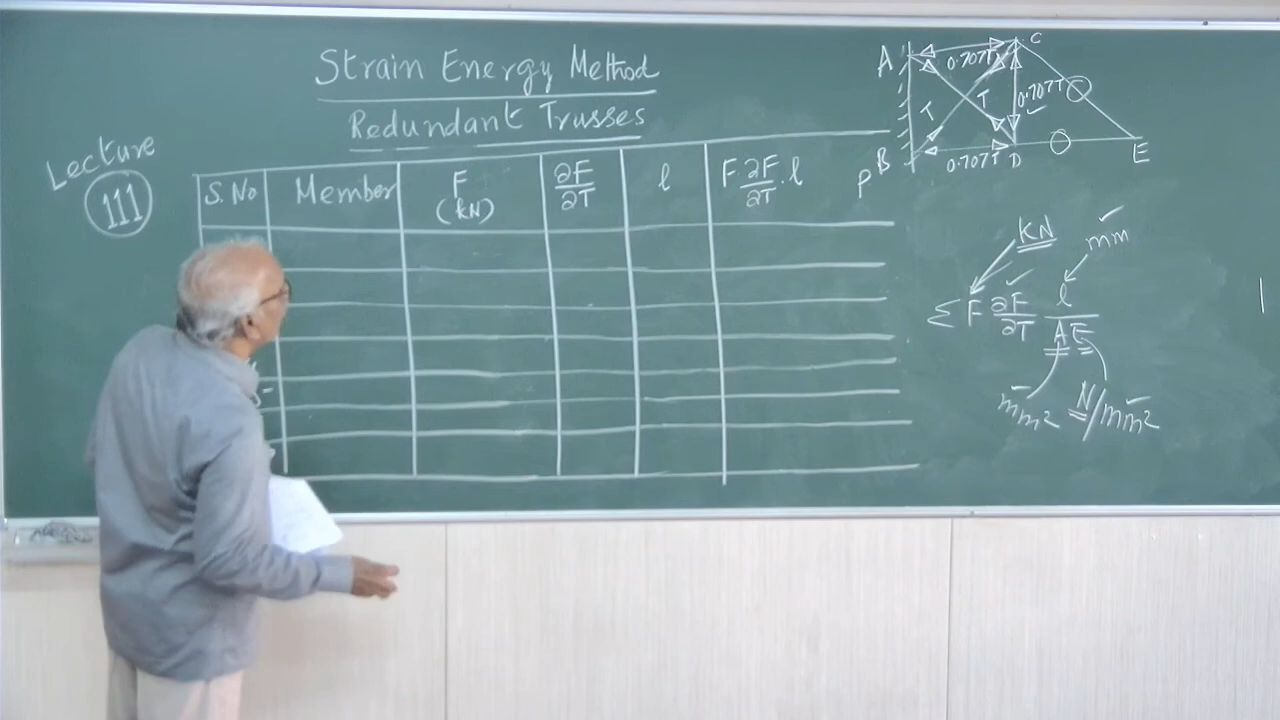 Strain Energy Method
Redundant Trusses
Lecture
111
S.No Member F (kN) ∂F/∂T l F·∂F/∂T·l P
A C
0.707T
T T 0.707T ✓
B D E
0.707T
KN mm ✓
Σ F ∂F/∂T l/AE
mm² N/mm²